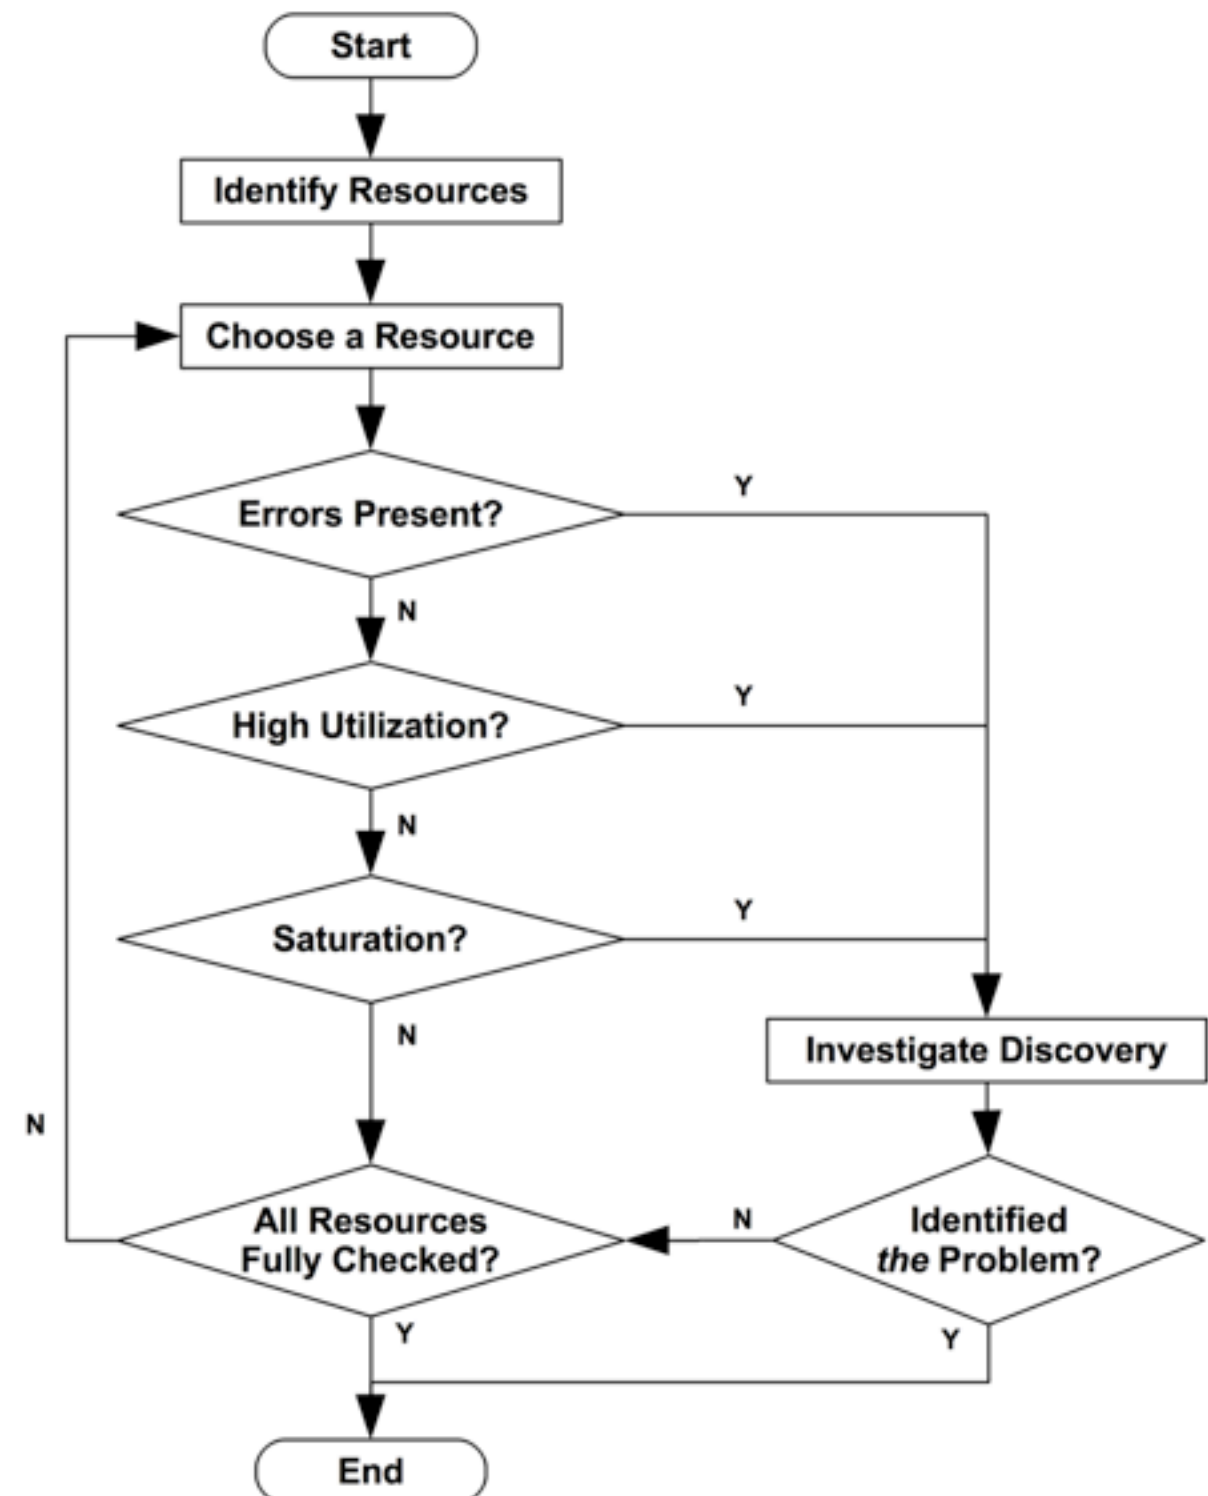 Start
Identify Resources
Choose a Resource
Errors Present?
Y
N
High Utilization?
Y
N
Saturation?
Y
N
Investigate Discovery
N
All Resources
Fully Checked?
N
Identified
the Problem?
Y
Y
End